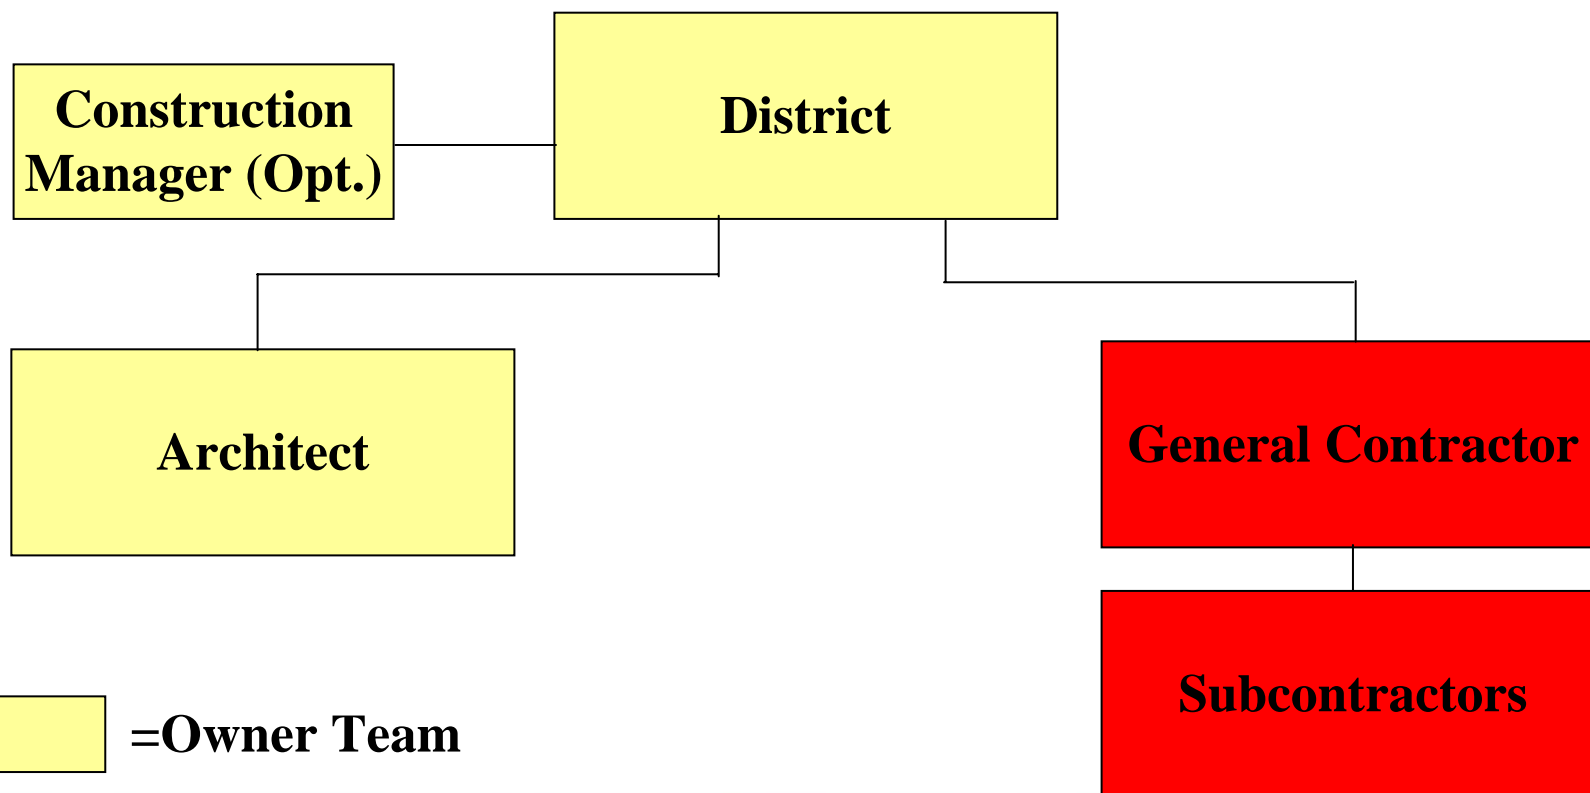 Construction
Manager (Opt.)
District
Architect
General Contractor
Subcontractors
=Owner Team